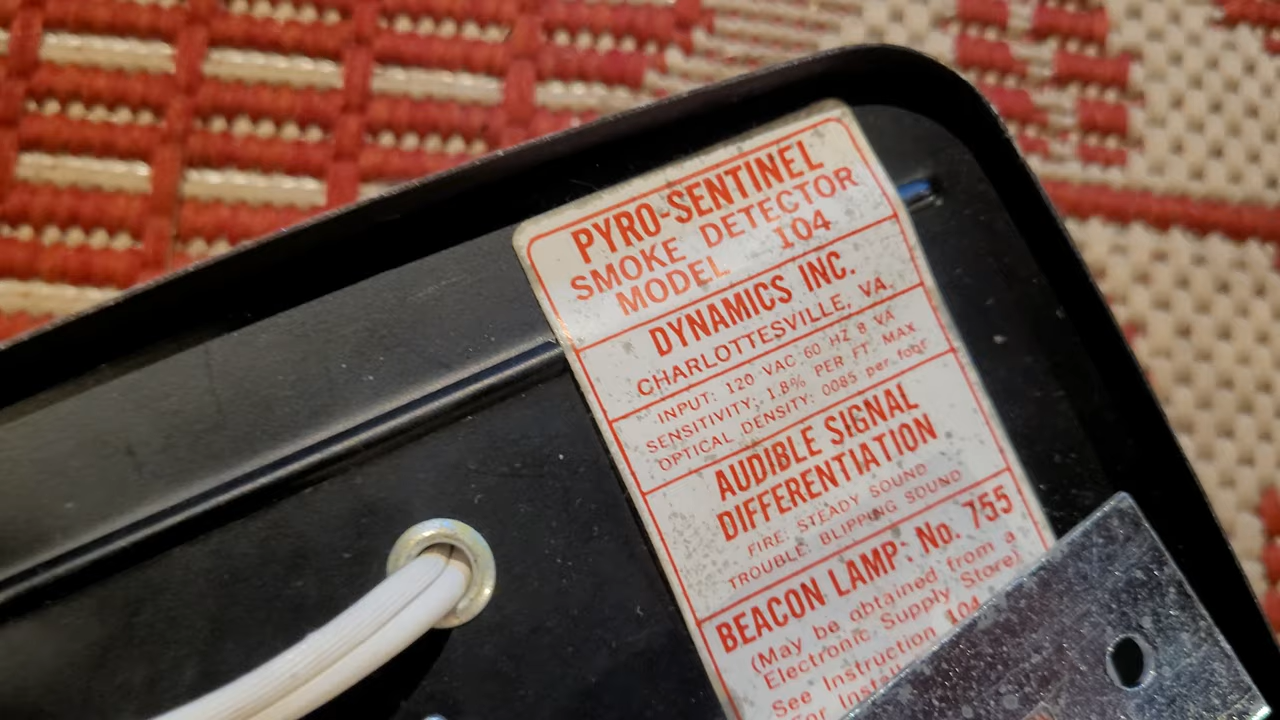 PYRO-SENTINEL
SMOKE DETECTOR
MODEL 104
DYNAMICS INC.
CHARLOTTESVILLE, VA.
INPUT: 120 VAC 60 HZ 8 VA
SENSITIVITY: 1.8% PER FT. MAX
OPTICAL DENSITY: 0085 per foot
AUDIBLE SIGNAL
DIFFERENTIATION
FIRE: STEADY SOUND
TROUBLE: BLIPPING SOUND
BEACON LAMP: No. 755
(May be obtained from a
Electronic Supply Store)
See Instruction 104
For